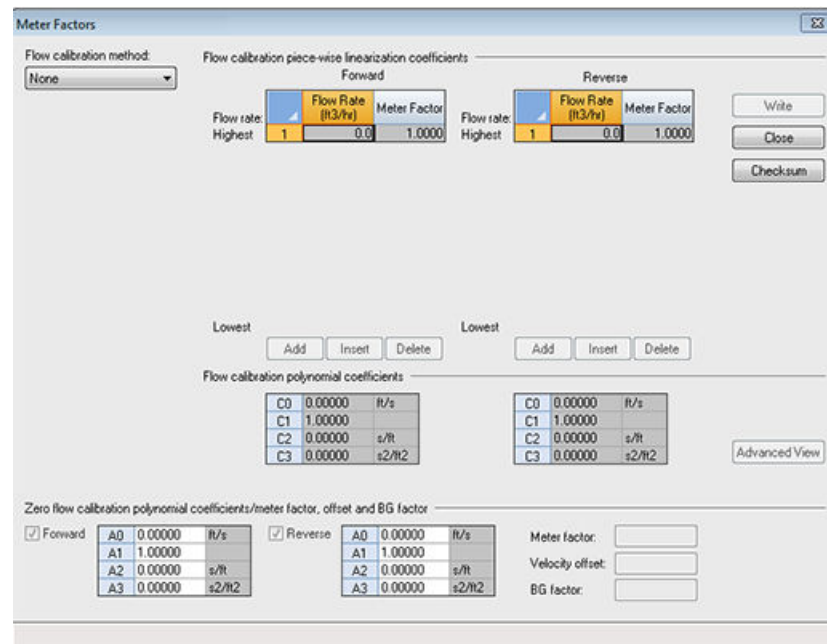 Meter Factors
Flow calibration method:
None
Flow calibration piece-wise linearization coefficients
Forward
Reverse
Flow rate:
Flow Rate (ft3/hr) Meter Factor
Highest 1 0.0 1.0000
Flow rate:
Flow Rate (ft3/hr) Meter Factor
Highest 1 0.0 1.0000
Write
Close
Checksum
Lowest
Add Insert Delete
Lowest
Add Insert Delete
Flow calibration polynomial coefficients
C0 0.00000 ft/s
C1 1.00000
C2 0.00000 s/ft
C3 0.00000 s2/ft2
C0 0.00000 ft/s
C1 1.00000
C2 0.00000 s/ft
C3 0.00000 s2/ft2
Advanced View
Zero flow calibration polynomial coefficients/meter factor, offset and BG factor
Forward
A0 0.00000 ft/s
A1 1.00000
A2 0.00000 s/ft
A3 0.00000 s2/ft2
Reverse
A0 0.00000 ft/s
A1 1.00000
A2 0.00000 s/ft
A3 0.00000 s2/ft2
Meter factor:
Velocity offset:
BG factor: